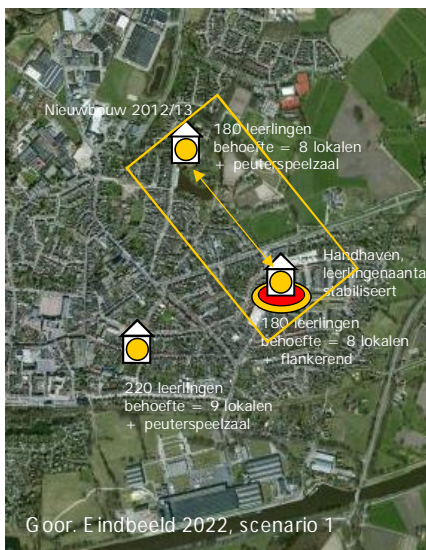 Nieuwbouw 2012/13
180 leerlingen
behoefte = 8 lokalen
+ peuterspeelzaal
Handhaven,
leerlingenaanta
stabiliseert
180 leerlingen
behoefte = 8 lokalen
+ flankerend
220 leerlingen
behoefte = 9 lokalen
+ peuterspeelzaal
Goor. Eindbeeld 2022, scenario 1